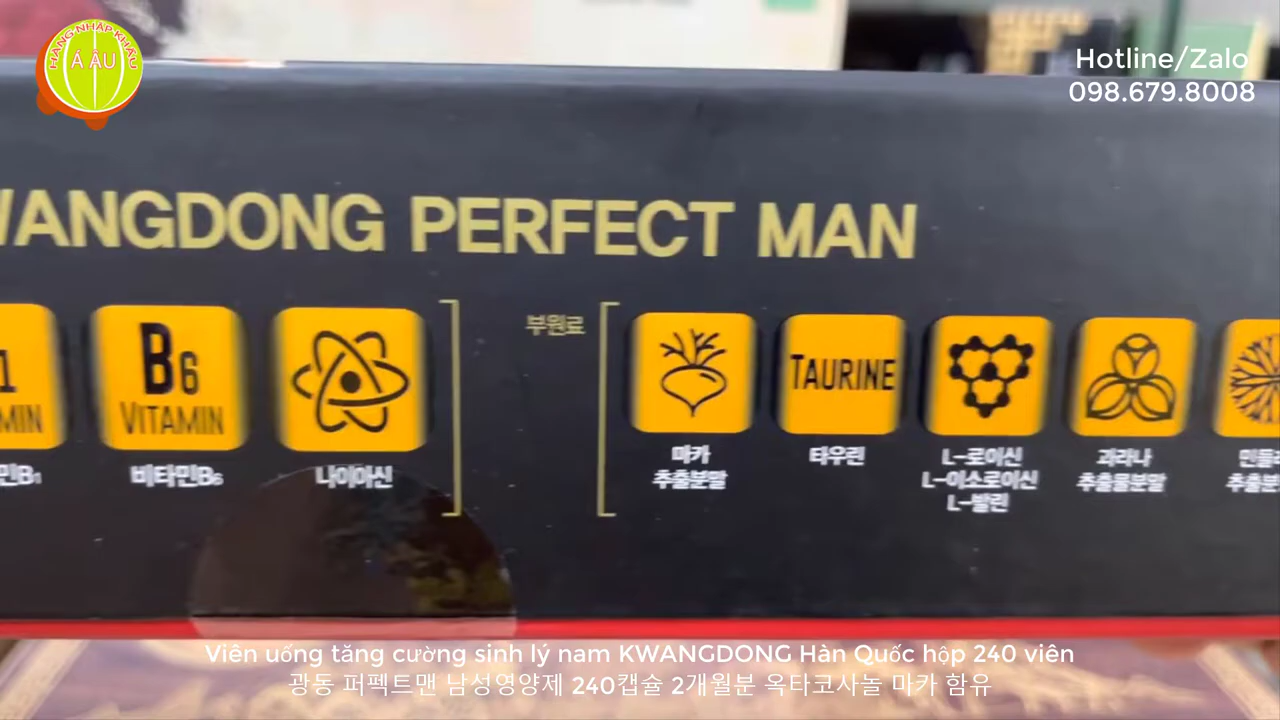 HÀNG NHẬP KHẨU
Á ÂU
Hotline/Zalo
098.679.8008
WANGDONG PERFECT MAN
부원료
1
B6
VITAMIN
TAURINE
민B1
비타민B6
나이아신
마카
추출분말
타우린
L-로이신
L-이소로이신
L-발린
과라나
추출물분말
Viên uống tăng cường sinh lý nam KWANGDONG Hàn Quốc hộp 240 viên
광동 퍼펙트맨 남성영양제 240캡슐 2개월분 옥타코사놀 마카 함유